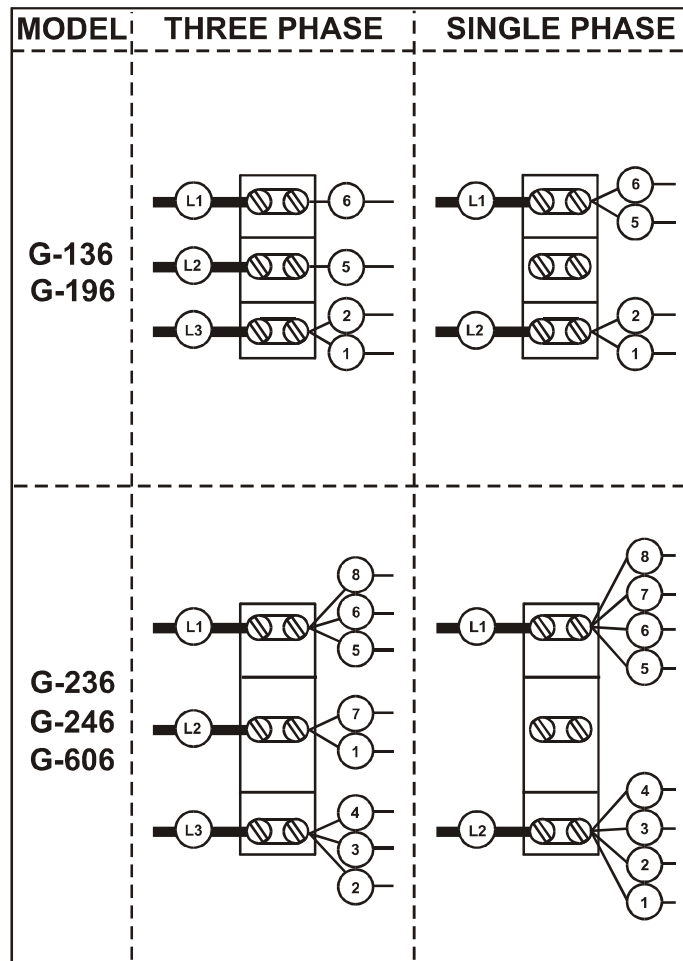 MODEL THREE PHASE SINGLE PHASE
G-136
G-196
L1 6
L2 5
L3 2
1
L1 6
5
L2 2
1
G-236
G-246
G-606
L1 8
6
5
L2 7
1
L3 4
3
2
L1 8
7
6
5
L2 4
3
2
1